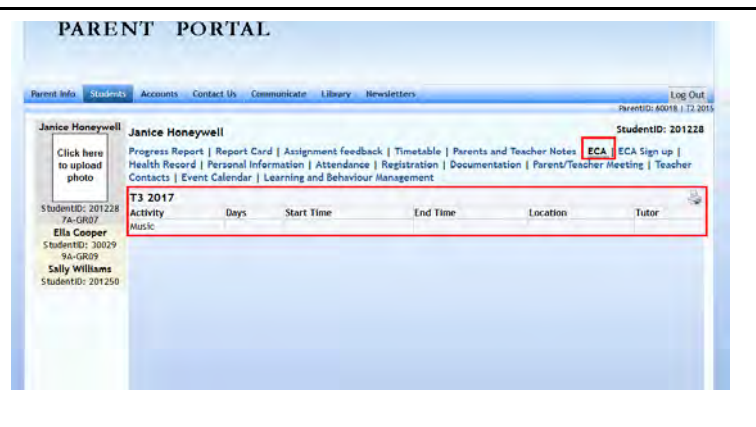 PARENT PORTAL
Parent Info Students Accounts Contact Us Communicate Library Newsletters Log Out
ParentID: 60018 | T2 2015
Janice Honeywell
Click here
to upload
photo
StudentID: 201228
7A-GR07
Ella Cooper
StudentID: 30029
9A-GR09
Sally Williams
StudentID: 201250
Janice Honeywell StudentID: 201228
Progress Report | Report Card | Assignment feedback | Timetable | Parents and Teacher Notes | ECA | ECA Sign up |
Health Record | Personal Information | Attendance | Registration | Documentation | Parent/Teacher Meeting | Teacher
Contacts | Event Calendar | Learning and Behaviour Management
T3 2017
Activity Days Start Time End Time Location Tutor
Music